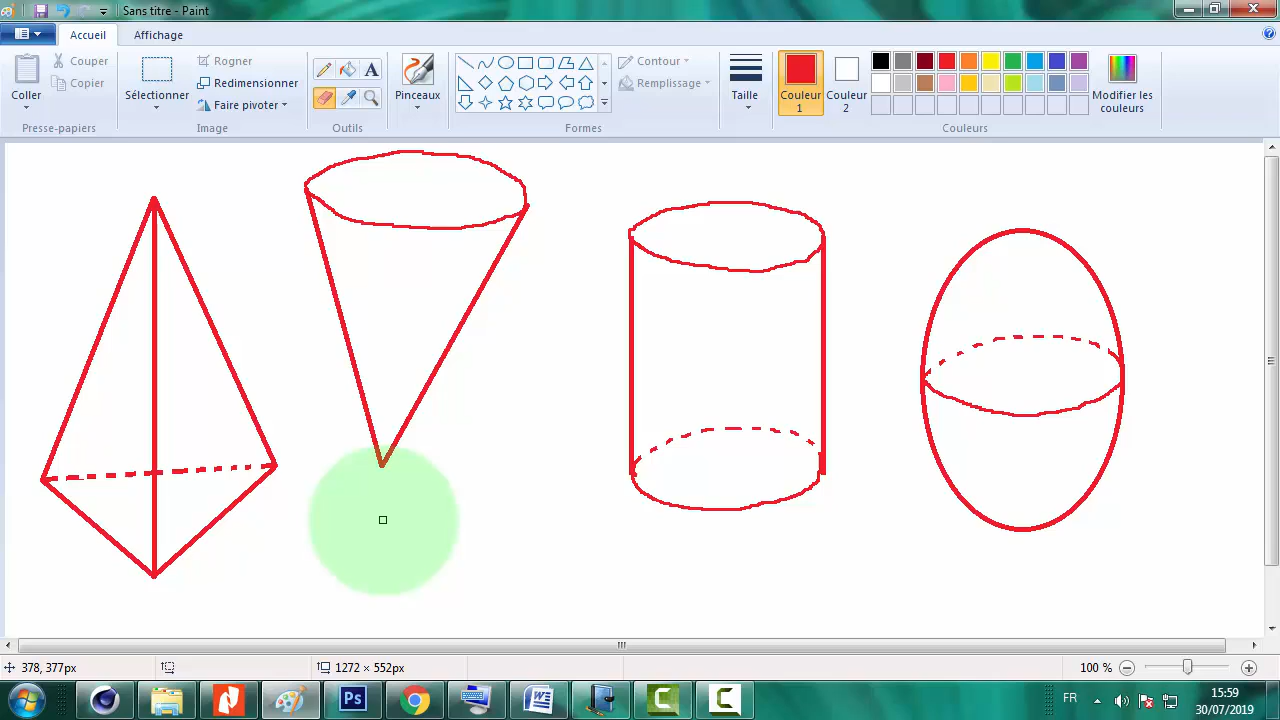 Sans titre - Paint
Accueil Affichage
Coller
Couper
Copier
Presse-papiers
Sélectionner
Redimensionner
Faire pivoter
Image
A
Outils
Pinceaux
Contour
Remplissage
Formes
Taille
Couleur 1
Couleur 2
Modifier les couleurs
Couleurs
378, 377px
1272 × 552px
100 %
Ps
W
FR
15:59
30/07/2019